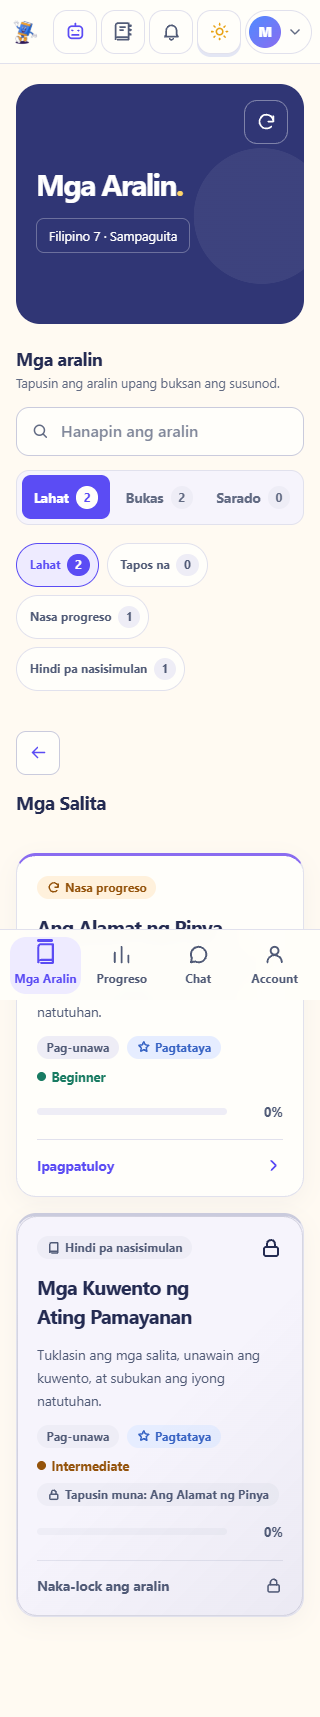 M
Mga Aralin.
Filipino 7 · Sampaguita
Mga aralin
Tapusin ang aralin upang buksan ang susunod.
Hanapin ang aralin
Lahat 2 Bukas 2 Sarado 0
Lahat 2 Tapos na 0
Nasa progreso 1
Hindi pa nasisimulan 1
Mga Salita
Nasa progreso
Ang Alamat ng Pinya
Mga Aralin Progreso Chat Account
natutuhan.
Pag-unawa Pagtataya
Beginner
0%
Ipagpatuloy
Hindi pa nasisimulan
Mga Kuwento ng
Ating Pamayanan
Tuklasin ang mga salita, unawain ang
kuwento, at subukan ang iyong
natutuhan.
Pag-unawa Pagtataya
Intermediate
Tapusin muna: Ang Alamat ng Pinya
0%
Naka-lock ang aralin